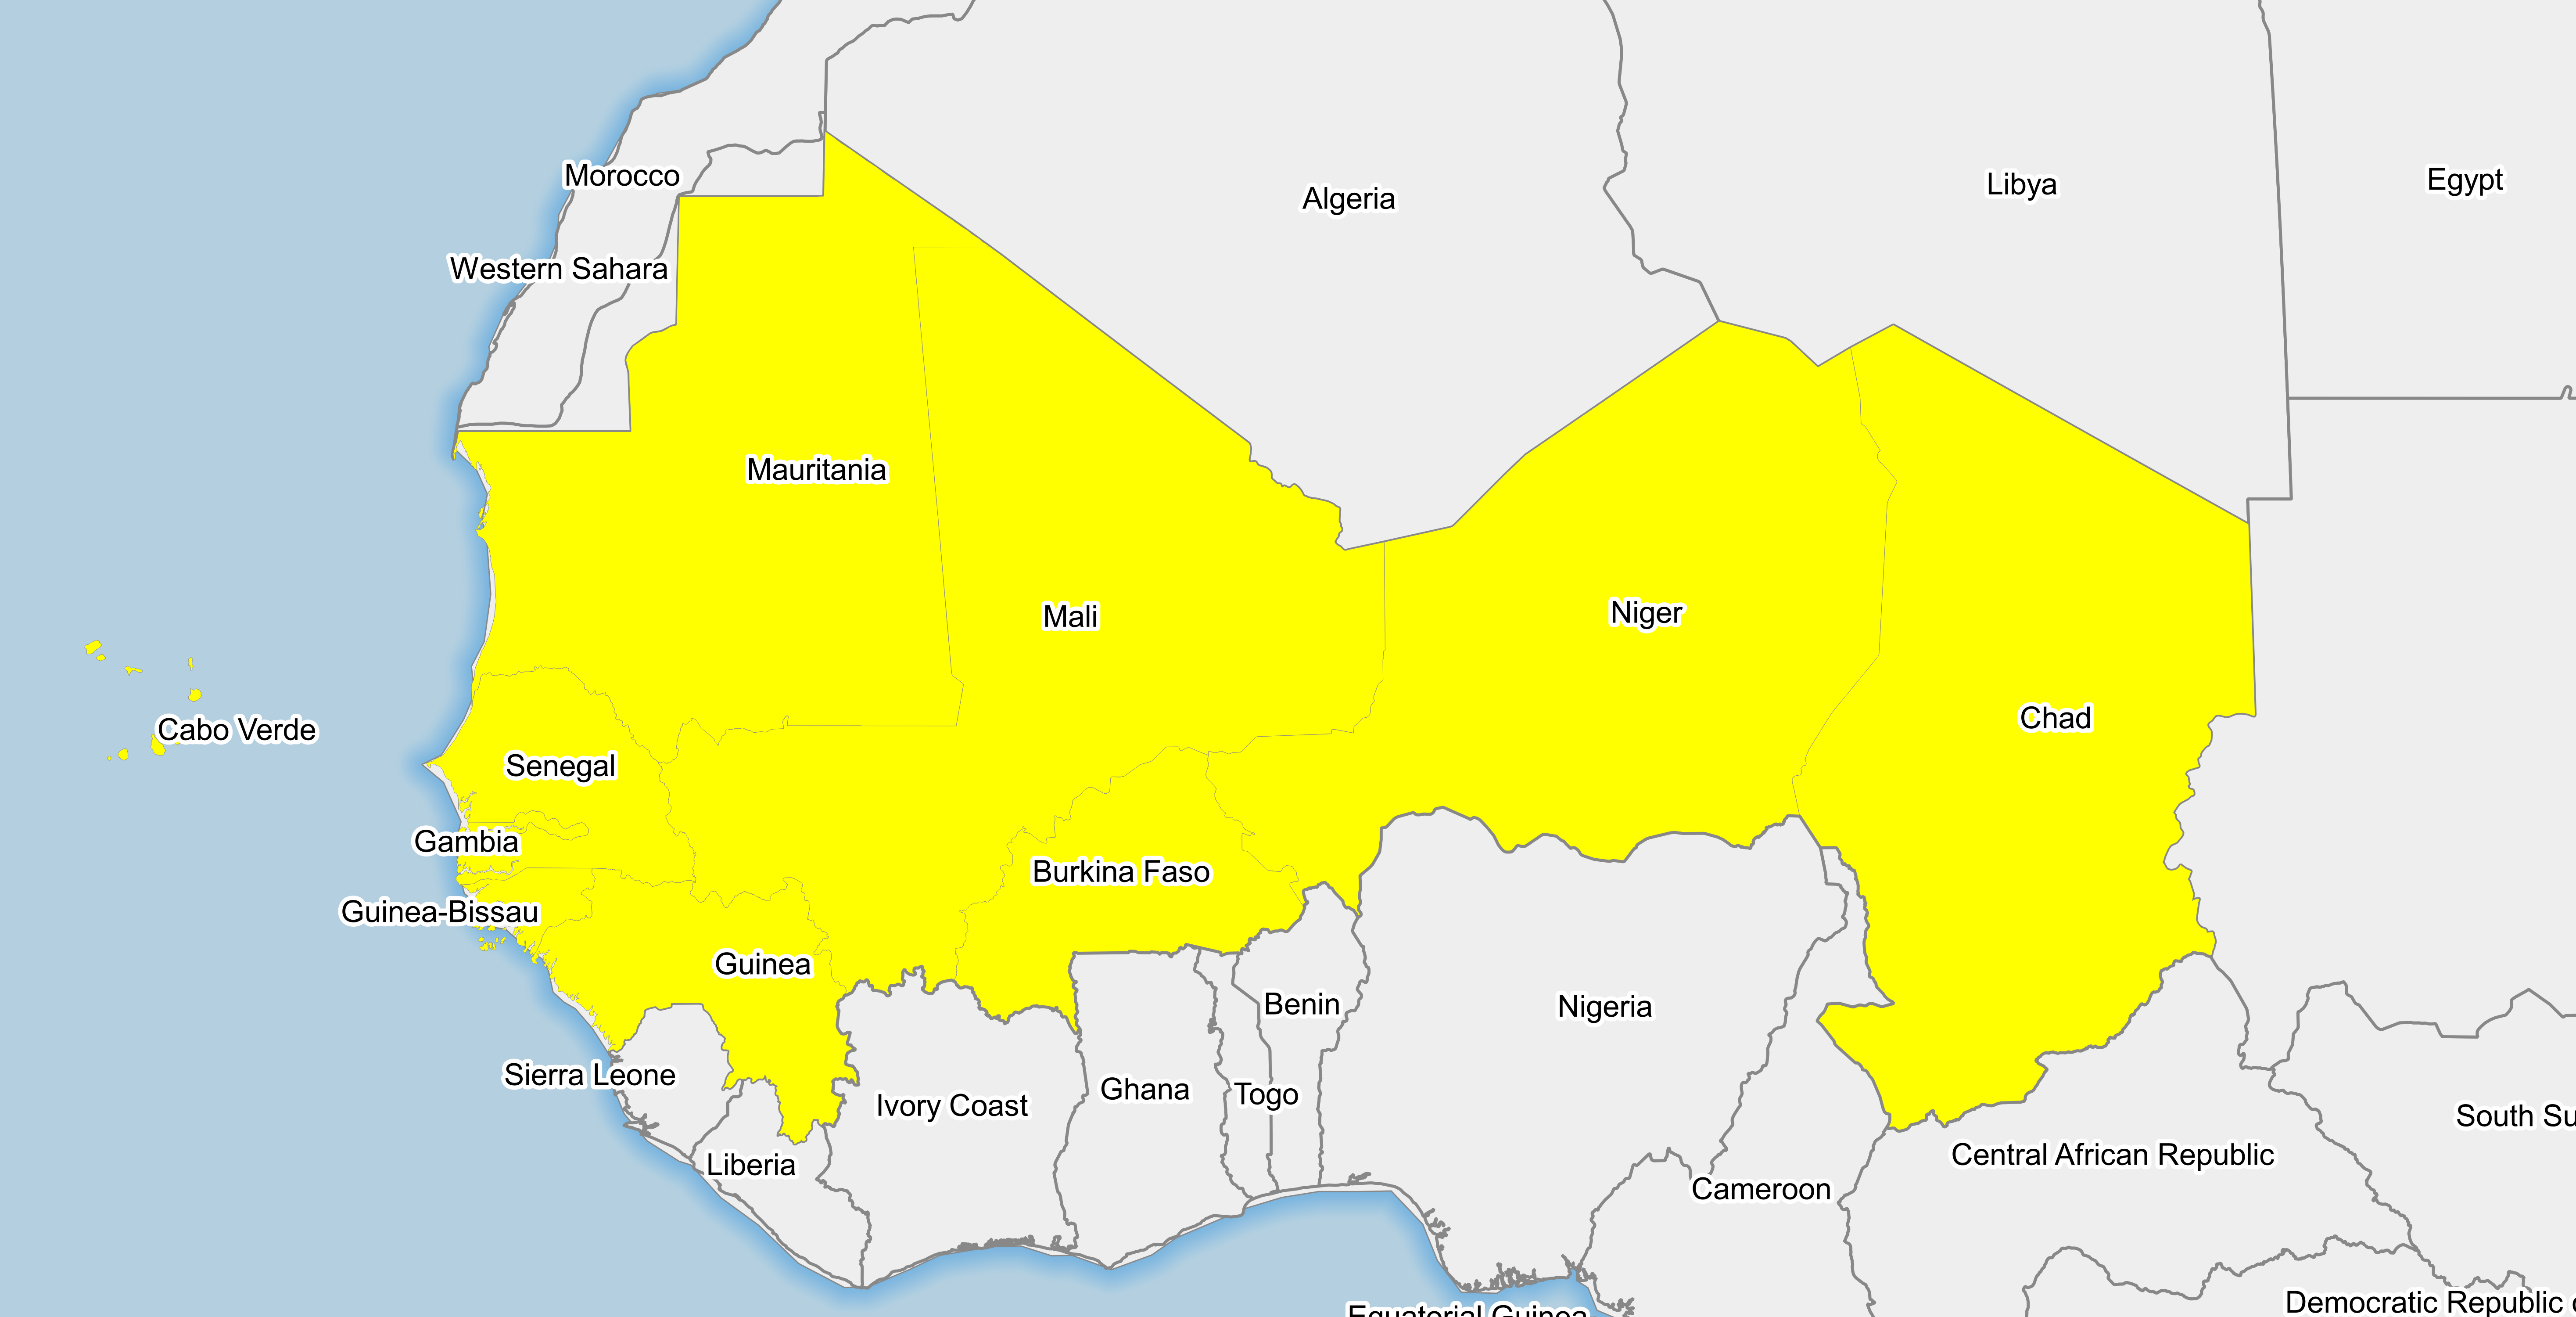 Morocco
Algeria
Libya
Egypt
Western Sahara
Mauritania
Mali
Niger
Chad
Cabo Verde
Senegal
Gambia
Burkina Faso
Guinea-Bissau
Guinea
Benin
Nigeria
Sierra Leone
Ivory Coast
Ghana
Togo
South Su
Liberia
Central African Republic
Cameroon
Equatorial Guinea
Democratic Republic